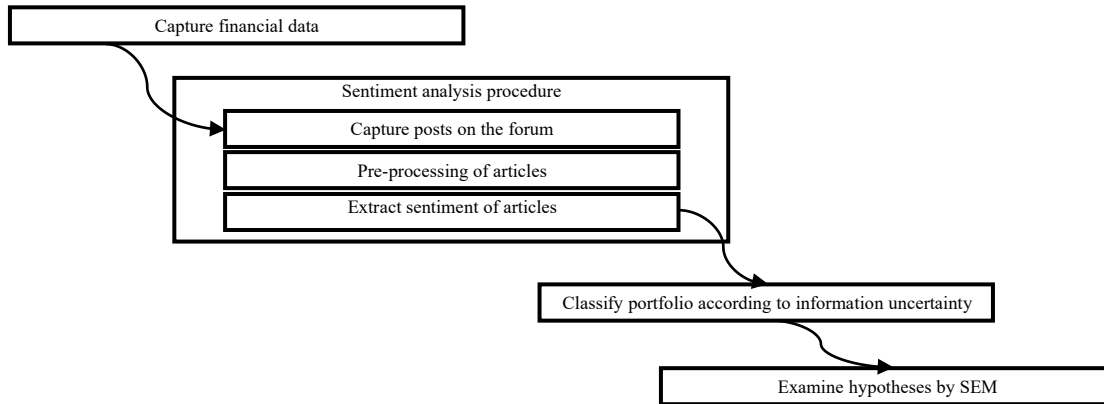 Capture financial data
Sentiment analysis procedure
Capture posts on the forum
Pre-processing of articles
Extract sentiment of articles
Classify portfolio according to information uncertainty
Examine hypotheses by SEM